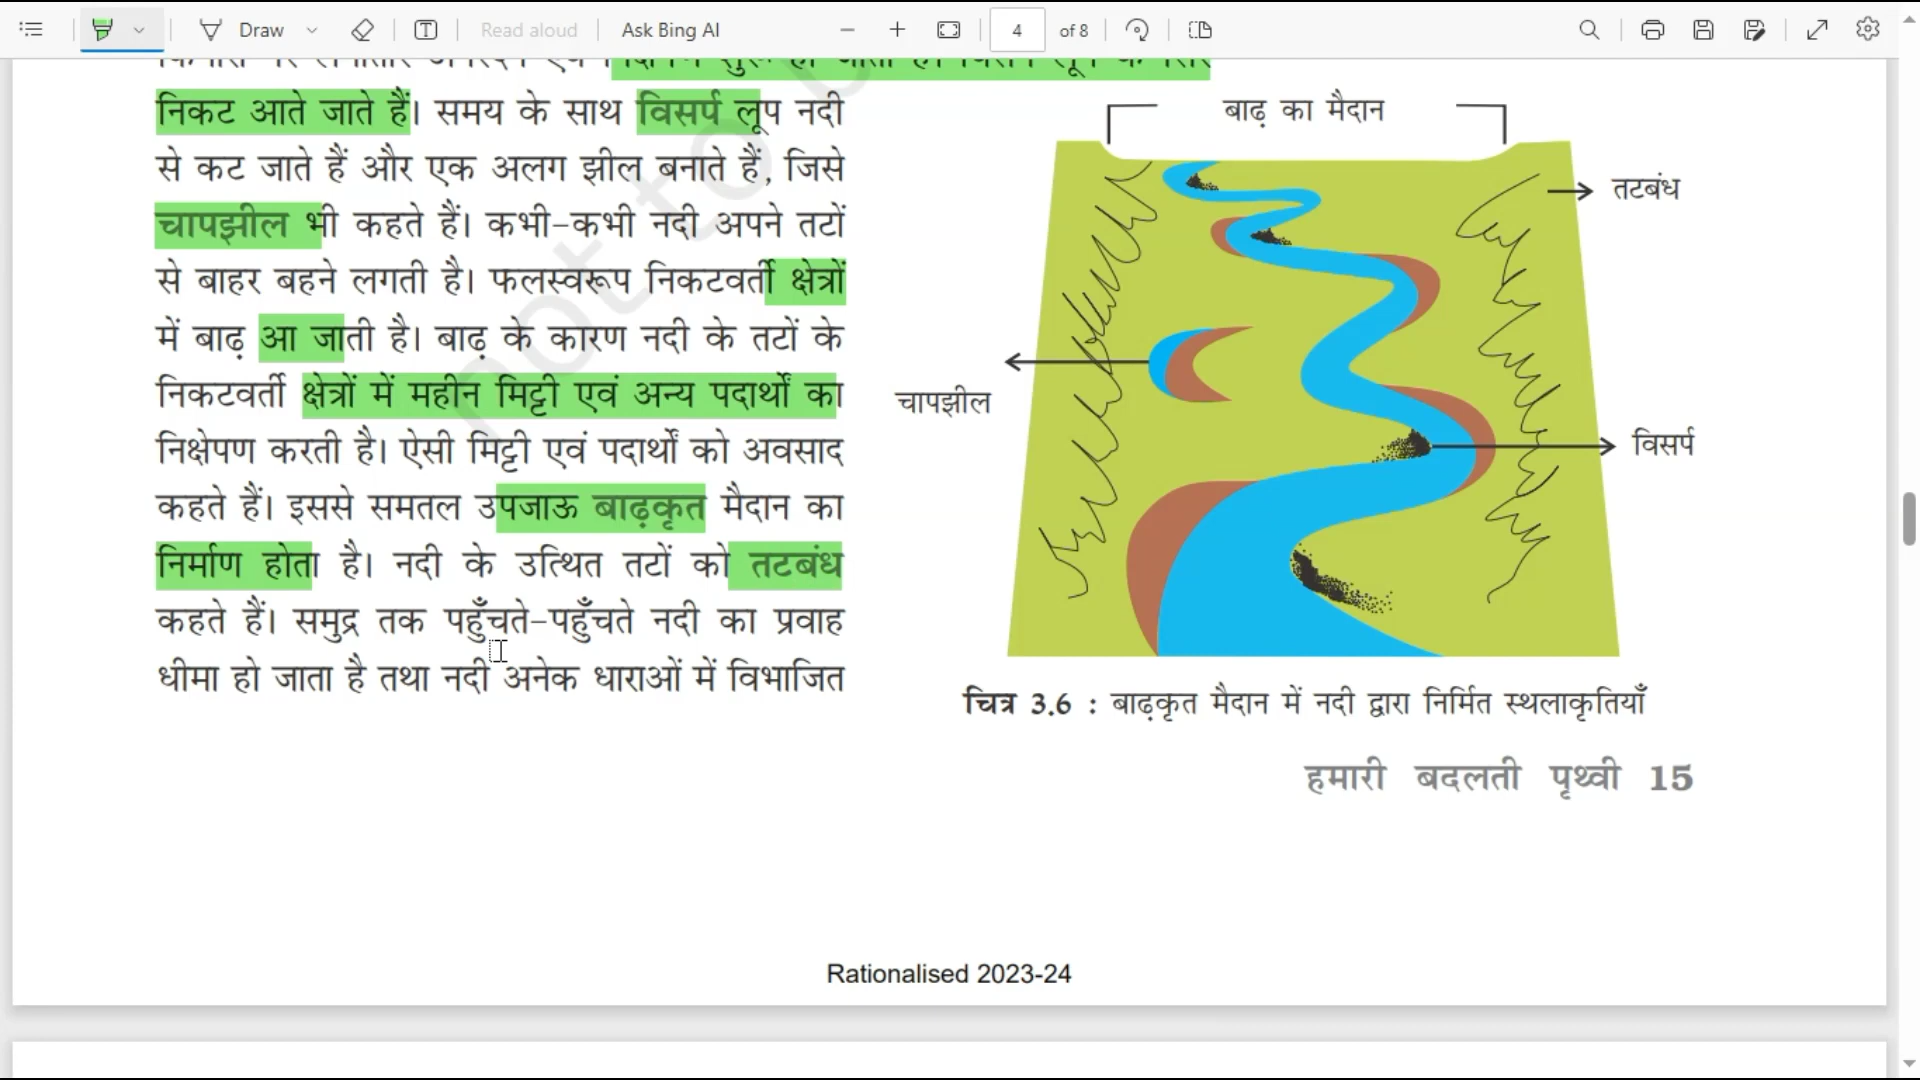 Draw
Read aloud
Ask Bing AI
4
of 8
निकट आते जाते हैं। समय के साथ विसर्प लूप नदी
से कट जाते हैं और एक अलग झील बनाते हैं, जिसे
चापझील भी कहते हैं। कभी-कभी नदी अपने तटों
से बाहर बहने लगती है। फलस्वरूप निकटवर्ती क्षेत्रों
में बाढ़ आ जाती है। बाढ़ के कारण नदी के तटों के
निकटवर्ती क्षेत्रों में महीन मिट्टी एवं अन्य पदार्थों का
निक्षेपण करती है। ऐसी मिट्टी एवं पदार्थों को अवसाद
कहते हैं। इससे समतल उपजाऊ बाढ़कृत मैदान का
निर्माण होता है। नदी के उत्थित तटों को तटबंध
कहते हैं। समुद्र तक पहुँचते-पहुँचते नदी का प्रवाह
धीमा हो जाता है तथा नदी अनेक धाराओं में विभाजित
not to
बाढ़ का मैदान
तटबंध
चापझील
विसर्प
चित्र 3.6 : बाढ़कृत मैदान में नदी द्वारा निर्मित स्थलाकृतियाँ
हमारी बदलती पृथ्वी 15
Rationalised 2023-24